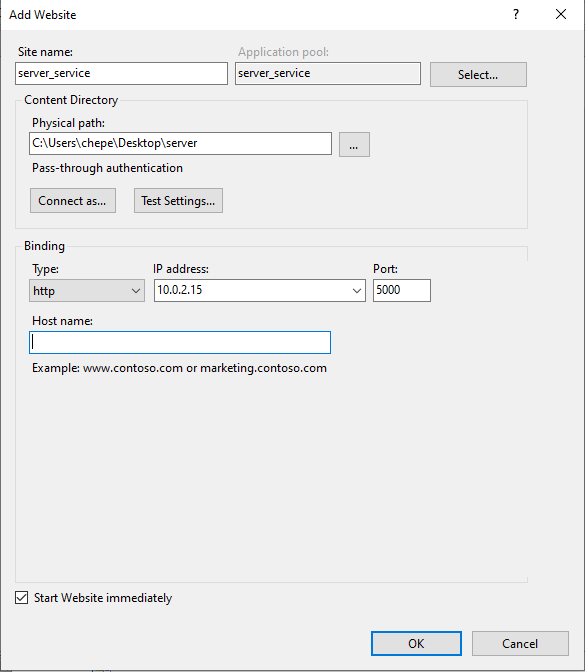 Add Website
?
Site name:
Application pool:
server_service
server_service
Select...
Content Directory
Physical path:
C:\Users\chepe\Desktop\server
...
Pass-through authentication
Connect as...
Test Settings...
Binding
Type:
IP address:
Port:
http
10.0.2.15
5000
Host name:
Example: www.contoso.com or marketing.contoso.com
Start Website immediately
OK
Cancel